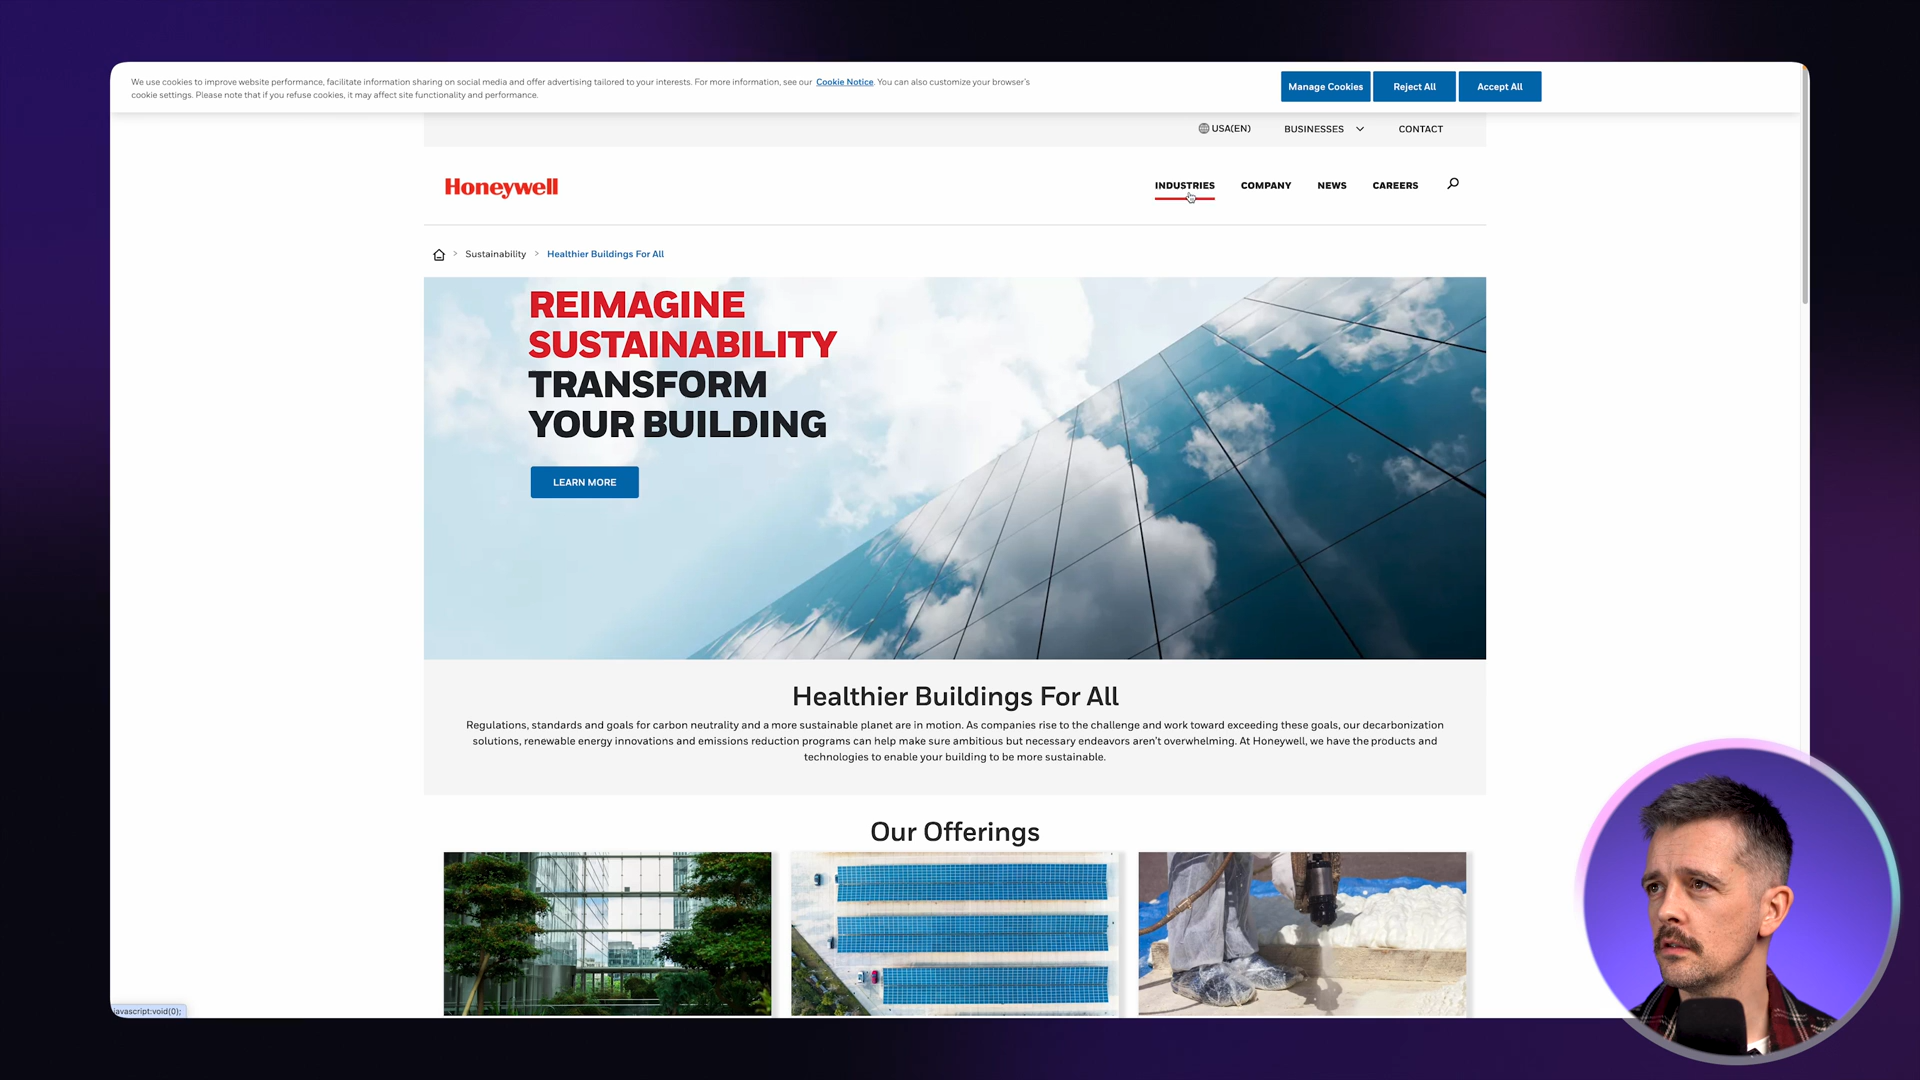 We use cookies to improve website performance, facilitate information sharing on social media and offer advertising tailored to your interests. For more information, see our Cookie Notice. You can also customize your browser's
cookie settings. Please note that if you refuse cookies, it may affect site functionality and performance.
Manage Cookies
Reject All
Accept All
USA(EN)
BUSINESSES
CONTACT
Honeywell
INDUSTRIES
COMPANY
NEWS
CAREERS
> Sustainability > Healthier Buildings For All
REIMAGINE
SUSTAINABILITY
TRANSFORM
YOUR BUILDING
LEARN MORE
Healthier Buildings For All
Regulations, standards and goals for carbon neutrality and a more sustainable planet are in motion. As companies rise to the challenge and work toward exceeding these goals, our decarbonization
solutions, renewable energy innovations and emissions reduction programs can help make sure ambitious but necessary endeavors aren't overwhelming. At Honeywell, we have the products and
technologies to enable your building to be more sustainable.
Our Offerings
javascript:void(0);